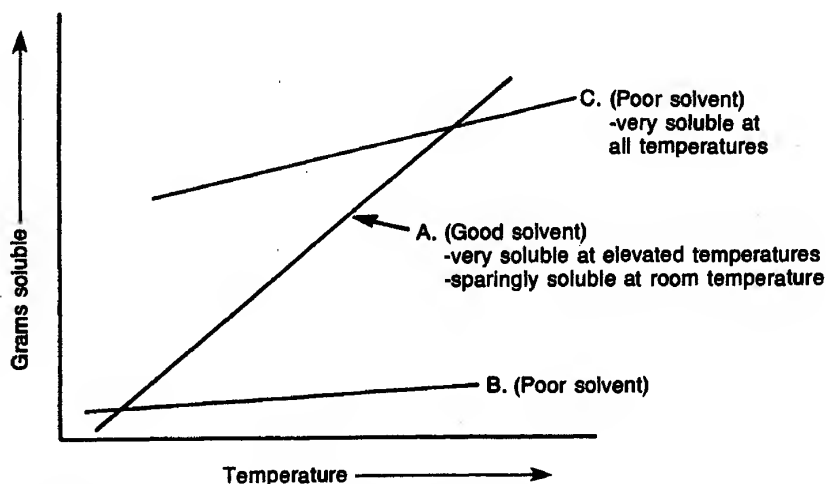 C. (Poor solvent)
-very soluble at
all temperatures
A. (Good solvent)
-very soluble at elevated temperatures
-sparingly soluble at room temperature
B. (Poor solvent)
Grams soluble
Temperature